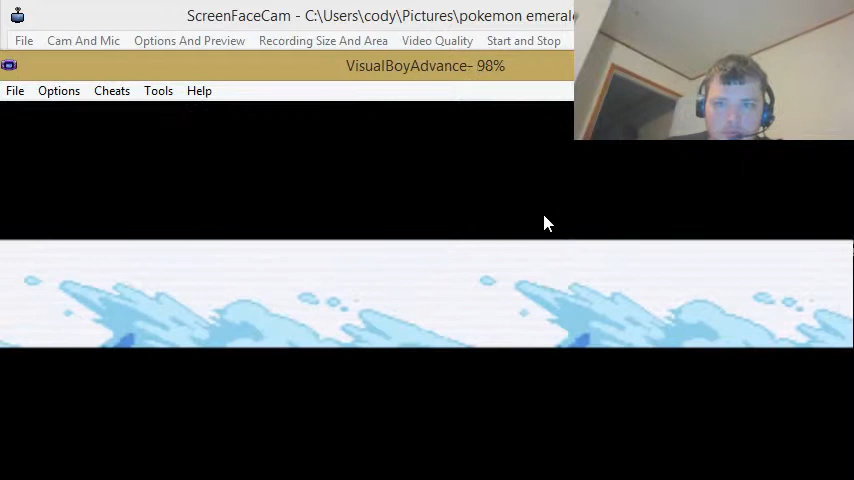 ScreenFaceCam - C:\Users\cody\Pictures\pokemon emeral
File Cam And Mic Options And Preview Recording Size And Area Video Quality Start and Stop
VisualBoyAdvance- 98%
File Options Cheats Tools Help